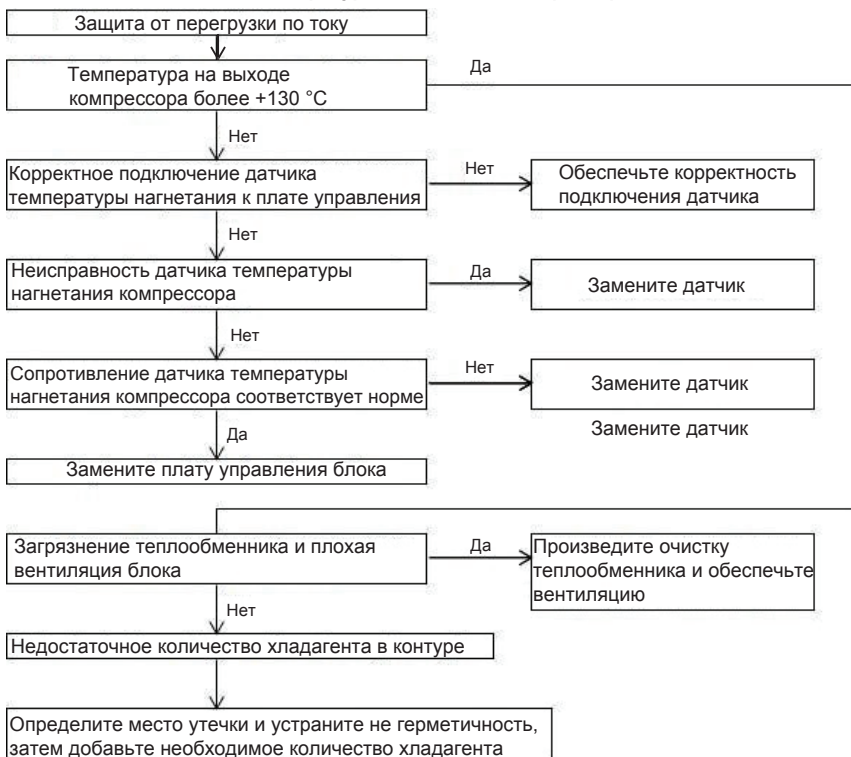 Защита от перегрузки по току
Температура на выходе
компрессора более +130 °C
Да
Нет
Корректное подключение датчика
температуры нагнетания к плате управления
Нет
Обеспечьте корректность
подключения датчика
Нет
Неисправность датчика температуры
нагнетания компрессора
Да
Замените датчик
Нет
Сопротивление датчика температуры
нагнетания компрессора соответствует норме
Нет
Замените датчик
Замените датчик
Да
Замените плату управления блока
Загрязнение теплообменника и плохая
вентиляция блока
Да
Произведите очистку
теплообменника и обеспечьте
вентиляцию
Нет
Недостаточное количество хладагента в контуре
Определите место утечки и устраните не герметичность,
затем добавьте необходимое количество хладагента